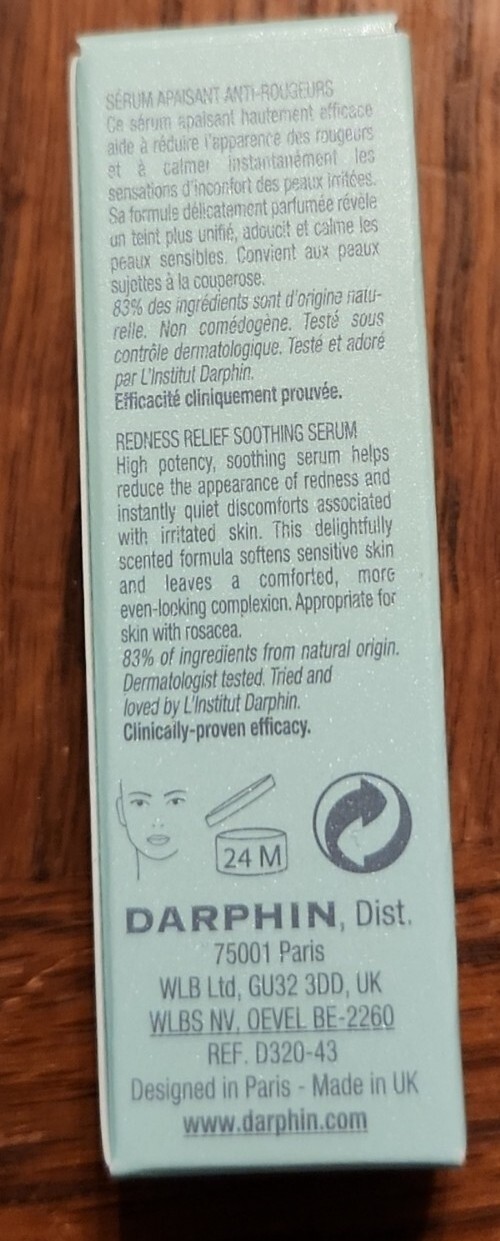 SÉRUM APAISANT ANTI-ROUGEURS
Ce sérum apaisant hautement efficace
aide à réduire l'apparence des rougeurs
et à calmer instantanément les
sensations d'inconfort des peaux irritées.
Sa formule délicatement parfumée révèle
un teint plus unifié, adoucit et calme les
peaux sensibles. Convient aux peaux
sujettes à la couperose.
83% des ingrédients sont d'origine natu-
relle. Non comédogène. Testé sous
contrôle dermatologique. Testé et adoré
par L'Institut Darphin.
Efficacité cliniquement prouvée.
REDNESS RELIEF SOOTHING SERUM
High potency, soothing serum helps
reduce the appearance of redness and
instantly quiet discomforts associated
with irritated skin. This delightfully
scented formula softens sensitive skin
and leaves a comforted, more
even-looking complexion. Appropriate for
skin with rosacea.
83% of ingredients from natural origin.
Dermatologist tested. Tried and
loved by L'Institut Darphin.
Clinically-proven efficacy.
24 M
DARPHIN, Dist.
75001 Paris
WLB Ltd, GU32 3DD, UK
WLBS NV, OEVEL BE-2260
REF. D320-43
Designed in Paris - Made in UK
www.darphin.com